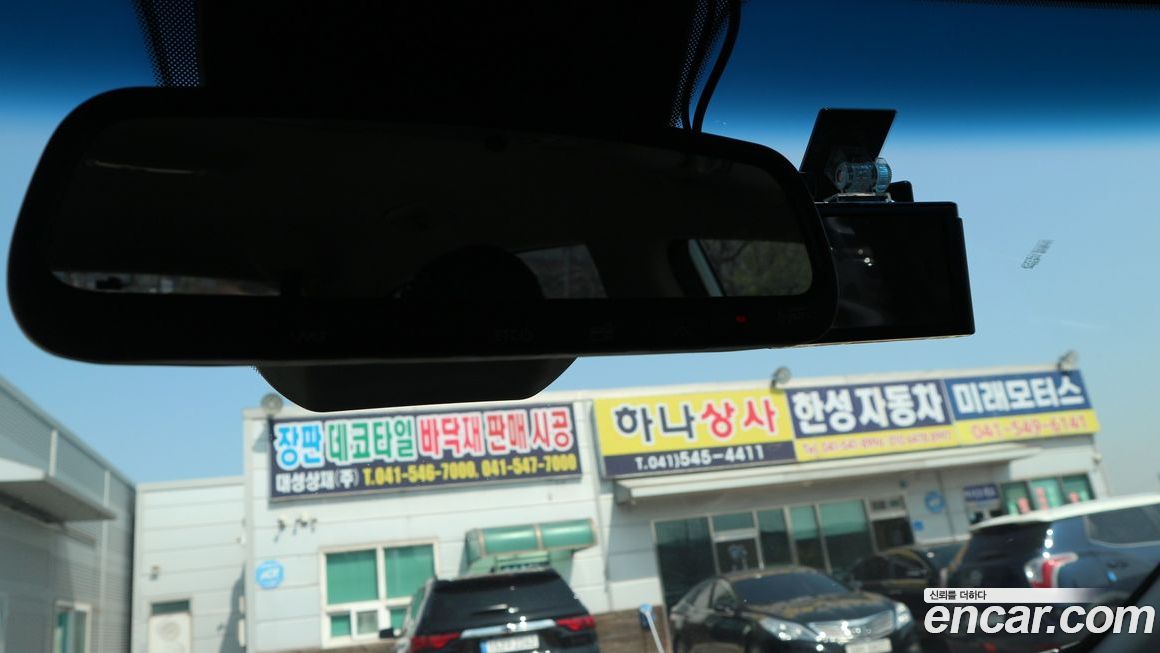 장판 데코타일 바닥재 판매 시공
대성상재(주) T.041-546-7000. 041-547-7000
하나상사
T.041)545-4411
한성자동차
미래모터스
041-549-6141
신뢰를 더하다
encar.com